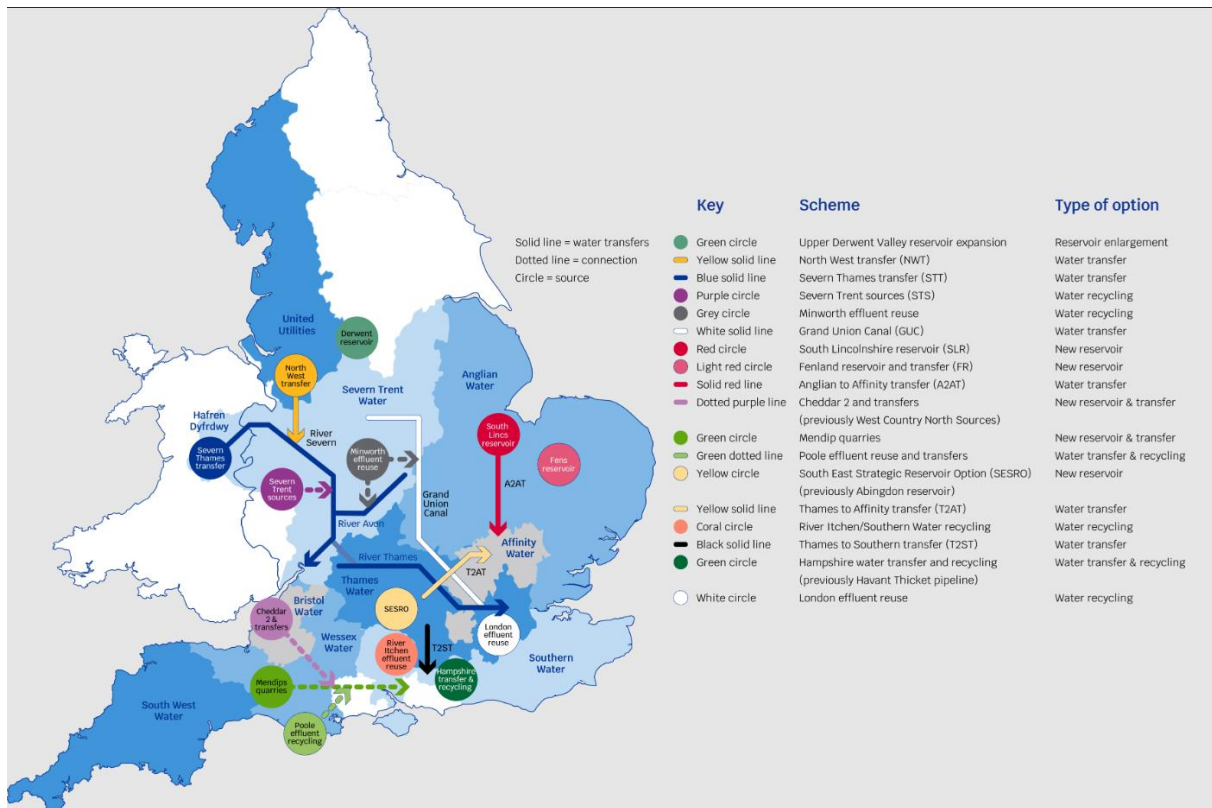 United
Utilities
Derwent
reservoir
North
West
transfer
Severn Trent
Water
Anglian
Water
Hafren
Dyfrdwy
River
Severn
Severn
Thames
transfer
Minworth
effluent
reuse
South
Lincs
reservoir
Fens
reservoir
Severn
Trent
sources
A2AT
Grand
Union
Canal
River Avon
Affinity
Water
River Thames
T2AT
Thames
Water
SESRO
Bristol
Water
Cheddar
2 &
transfers
London
effluent
reuse
Wessex
Water
River
Itchen
effluent
reuse
T2ST
Southern
Water
Hampshire
transfer &
recycling
Mendips
quarries
South West
Water
Poole
effluent
recycling
Solid line = water transfers
Dotted line = connection
Circle = source
Key Scheme Type of option
Green circle Upper Derwent Valley reservoir expansion Reservoir enlargement
Yellow solid line North West transfer (NWT) Water transfer
Blue solid line Severn Thames transfer (STT) Water transfer
Purple circle Severn Trent sources (STS) Water recycling
Grey circle Minworth effluent reuse Water recycling
White solid line Grand Union Canal (GUC) Water transfer
Red circle South Lincolnshire reservoir (SLR) New reservoir
Light red circle Fenland reservoir and transfer (FR) New reservoir
Solid red line Anglian to Affinity transfer (A2AT) Water transfer
Dotted purple line Cheddar 2 and transfers New reservoir & transfer
(previously West Country North Sources)
Green circle Mendip quarries New reservoir & transfer
Green dotted line Poole effluent reuse and transfers Water transfer & recycling
Yellow circle South East Strategic Reservoir Option (SESRO) New reservoir
(previously Abingdon reservoir)
Yellow solid line Thames to Affinity transfer (T2AT) Water transfer
Coral circle River Itchen/Southern Water recycling Water recycling
Black solid line Thames to Southern transfer (T2ST) Water transfer
Green circle Hampshire water transfer and recycling Water transfer & recycling
(previously Havant Thicket pipeline)
White circle London effluent reuse Water recycling